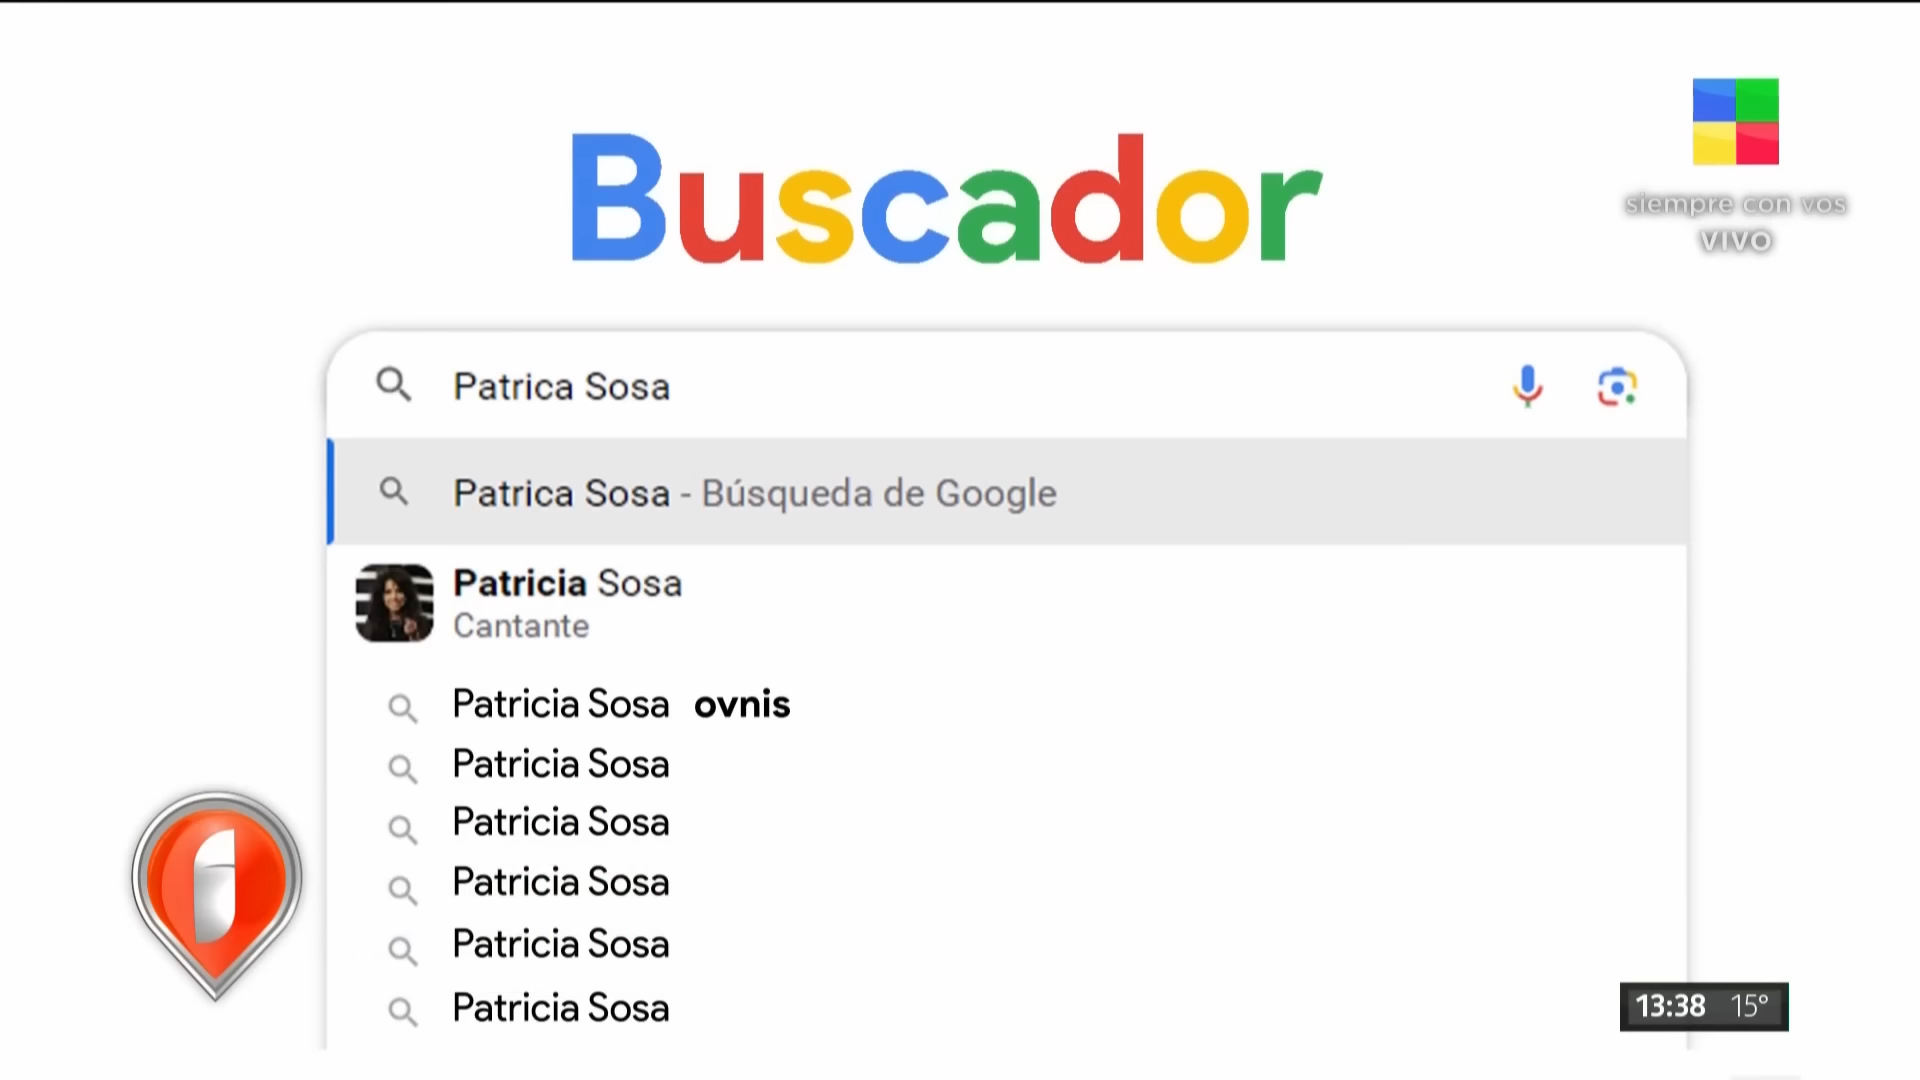 Buscador
siempre con vos
VIVO
Patrica Sosa
Patrica Sosa - Búsqueda de Google
Patricia Sosa
Cantante
Patricia Sosa ovnis
Patricia Sosa
Patricia Sosa
Patricia Sosa
Patricia Sosa
Patricia Sosa
13:38 15°